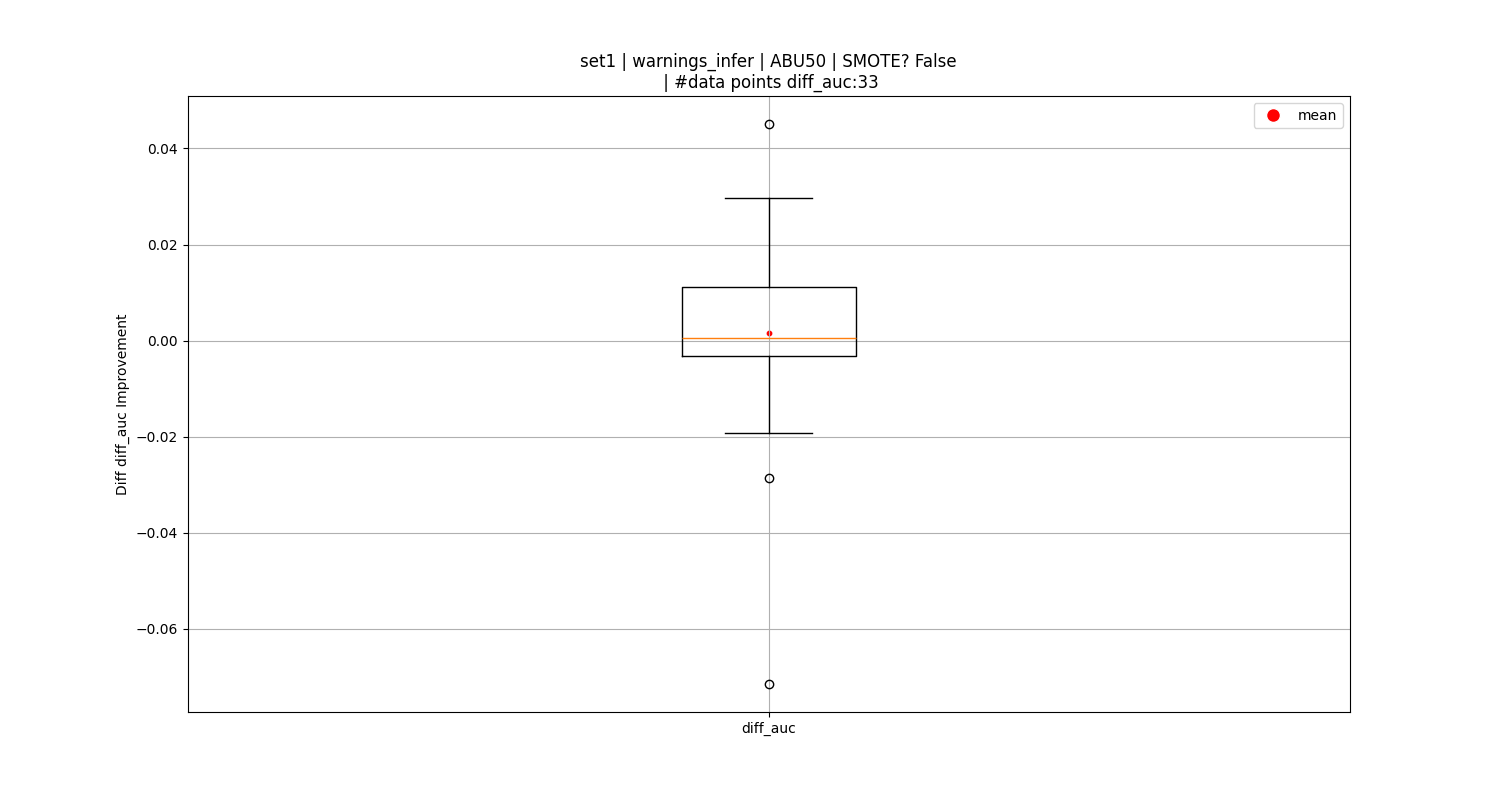 set1 | warnings_infer | ABU50 | SMOTE? False
| #data points diff_auc:33
mean
0.04
0.02
0.00
−0.02
−0.04
−0.06
Diff diff_auc Improvement
diff_auc